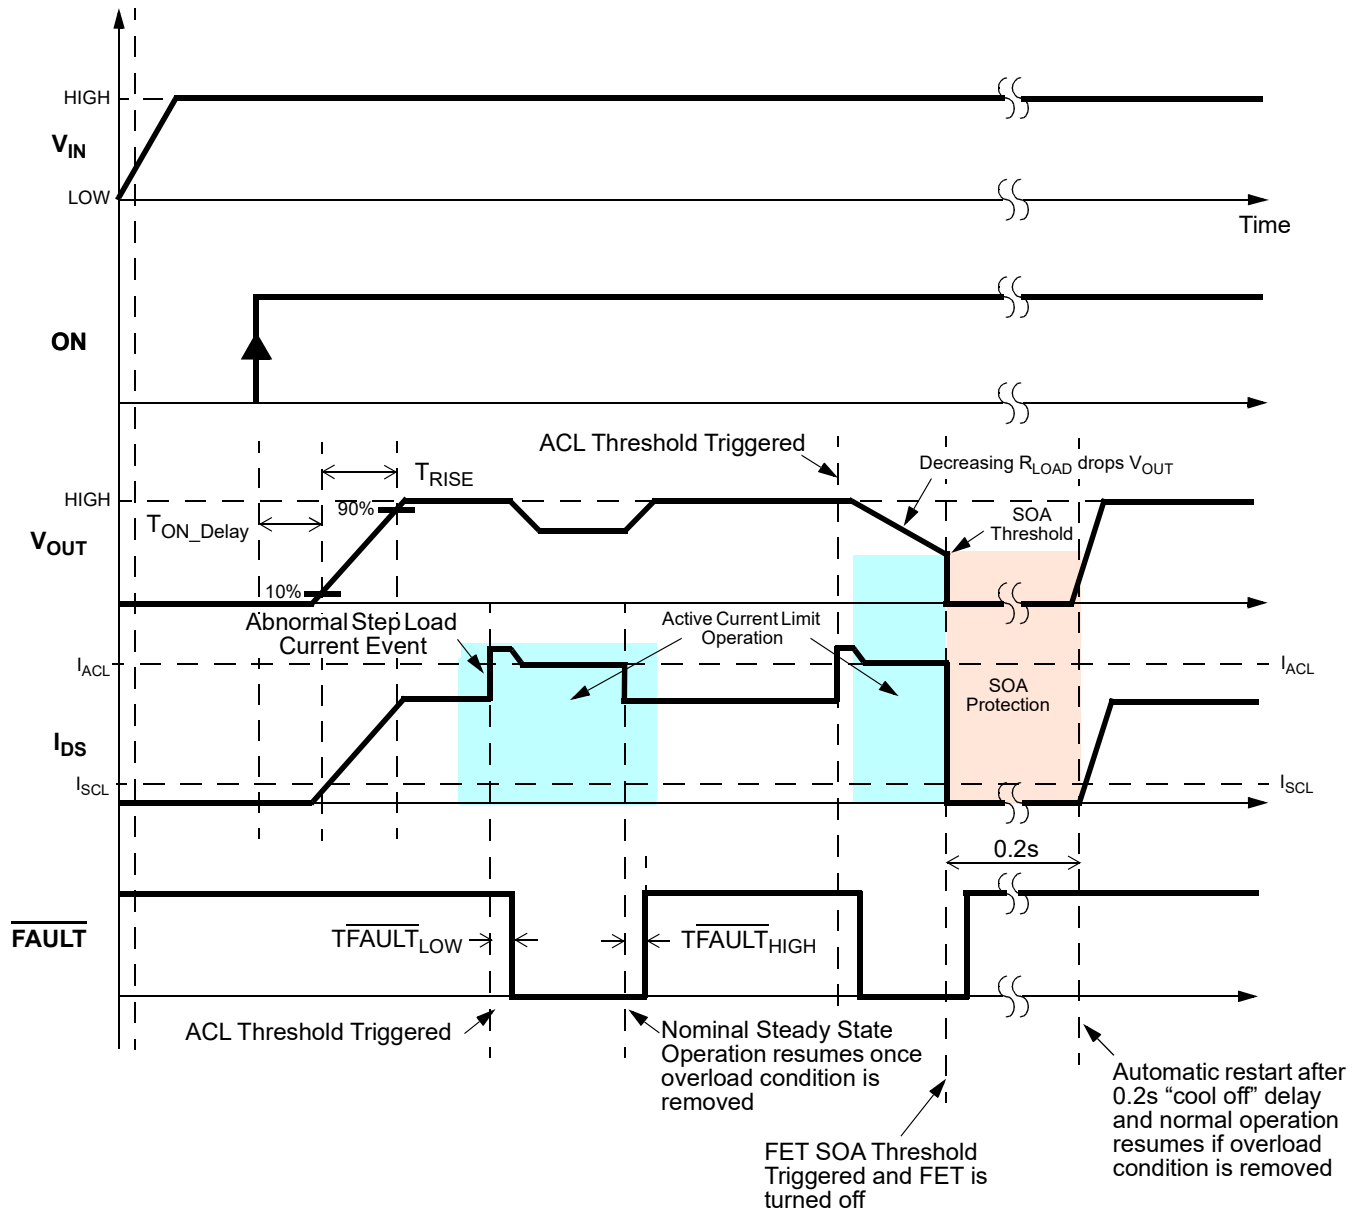 HIGH
VIN
LOW
Time
ON
ACL Threshold Triggered
Decreasing RLOAD drops VOUT
TRISE
HIGH
90%
TON_Delay
SOA
Threshold
VOUT
10%
Abnormal Step Load
Current Event
Active Current Limit
Operation
IACL
IACL
SOA
Protection
IDS
ISCL
ISCL
0.2s
FAULT
TFAULTLOW
TFAULTHIGH
ACL Threshold Triggered
Nominal Steady State
Operation resumes once
overload condition is
removed
Automatic restart after
0.2s “cool off” delay
and normal operation
resumes if overload
condition is removed
FET SOA Threshold
Triggered and FET is
turned off